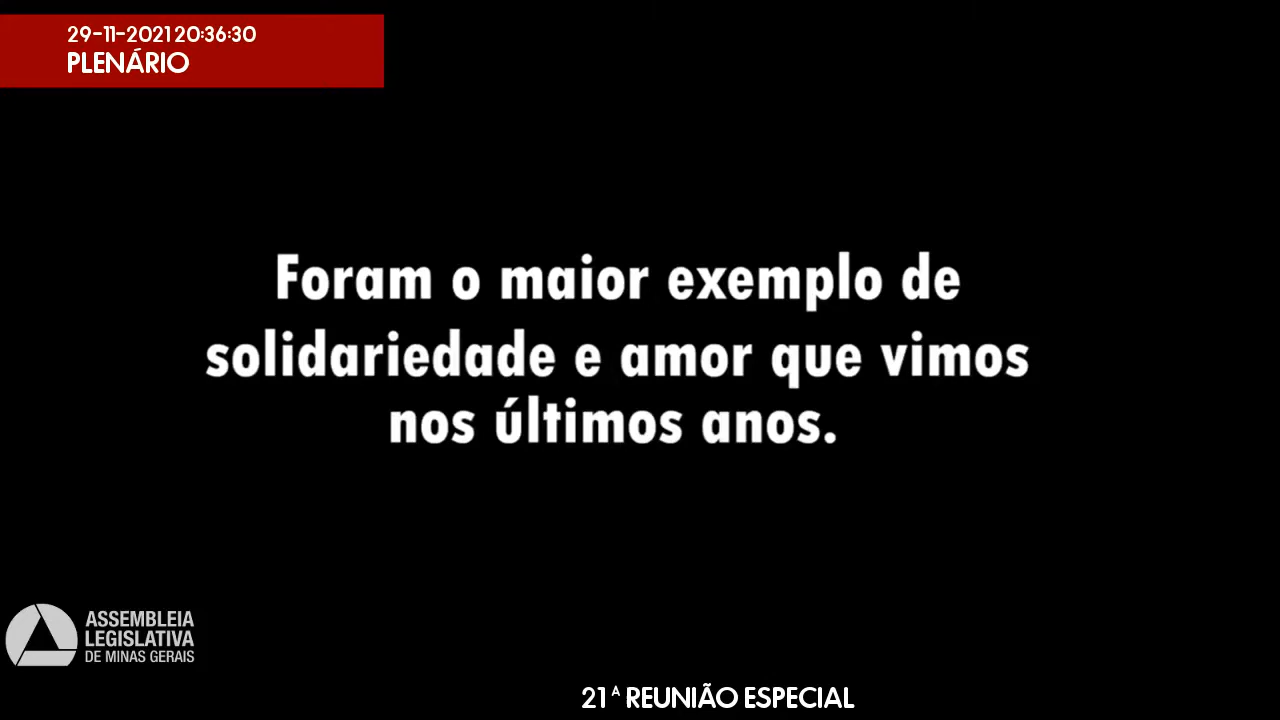 29-11-2021 20:36:30
PLENÁRIO
Foram o maior exemplo de
solidariedade e amor que vimos
nos últimos anos.
ASSEMBLEIA
LEGISLATIVA
DE MINAS GERAIS
21ª REUNIÃO ESPECIAL